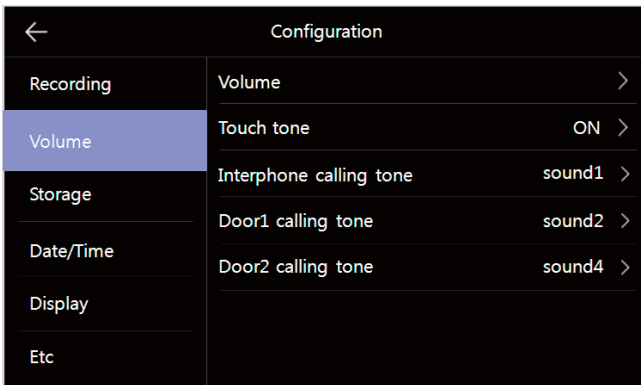 Configuration
Recording
Volume
Storage
Date/Time
Display
Etc
Volume
Touch tone ON
Interphone calling tone sound1
Door1 calling tone sound2
Door2 calling tone sound4